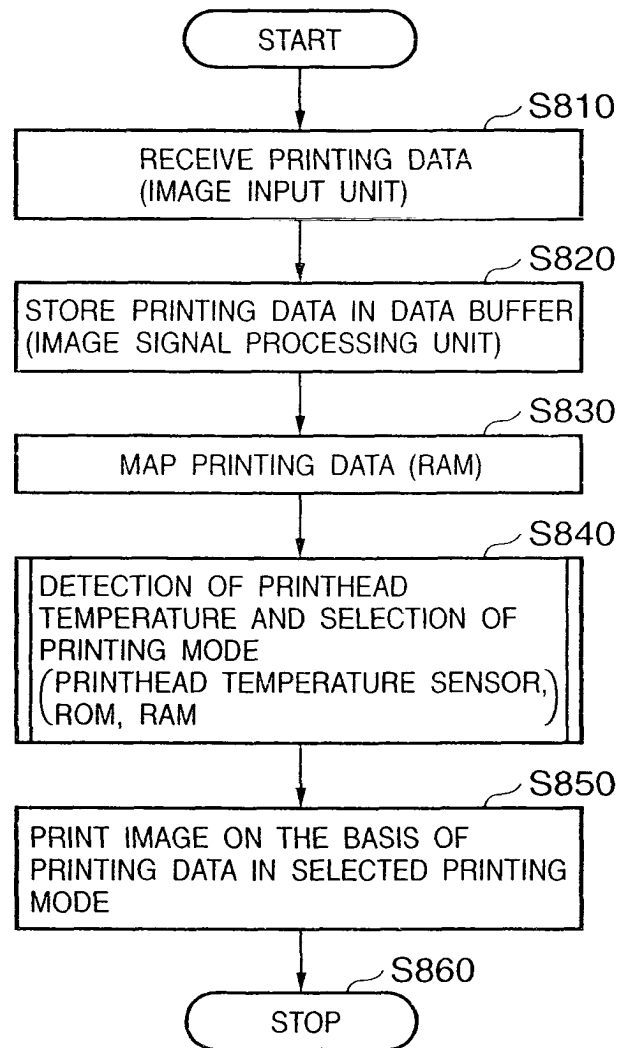 START
S810
RECEIVE PRINTING DATA
(IMAGE INPUT UNIT)
S820
STORE PRINTING DATA IN DATA BUFFER
(IMAGE SIGNAL PROCESSING UNIT)
S830
MAP PRINTING DATA (RAM)
S840
DETECTION OF PRINTHEAD
TEMPERATURE AND SELECTION OF
PRINTING MODE
(PRINTHEAD TEMPERATURE SENSOR,
ROM, RAM)
S850
PRINT IMAGE ON THE BASIS OF
PRINTING DATA IN SELECTED PRINTING
MODE
S860
STOP